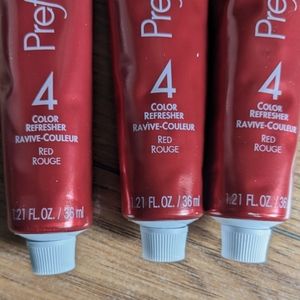 Pref
4
COLOR
REFRESHER
RAVIVE-COULEUR
RED
ROUGE
1.21 FL.OZ. / 36 ml
Pref
4
COLOR
REFRESHER
RAVIVE-COULEUR
RED
ROUGE
1.21 FL.OZ. / 36 ml
Pref
4
COLOR
REFRESHER
RAVIVE-COULEUR
RED
ROUGE
1.21 FL.OZ. / 36 ml